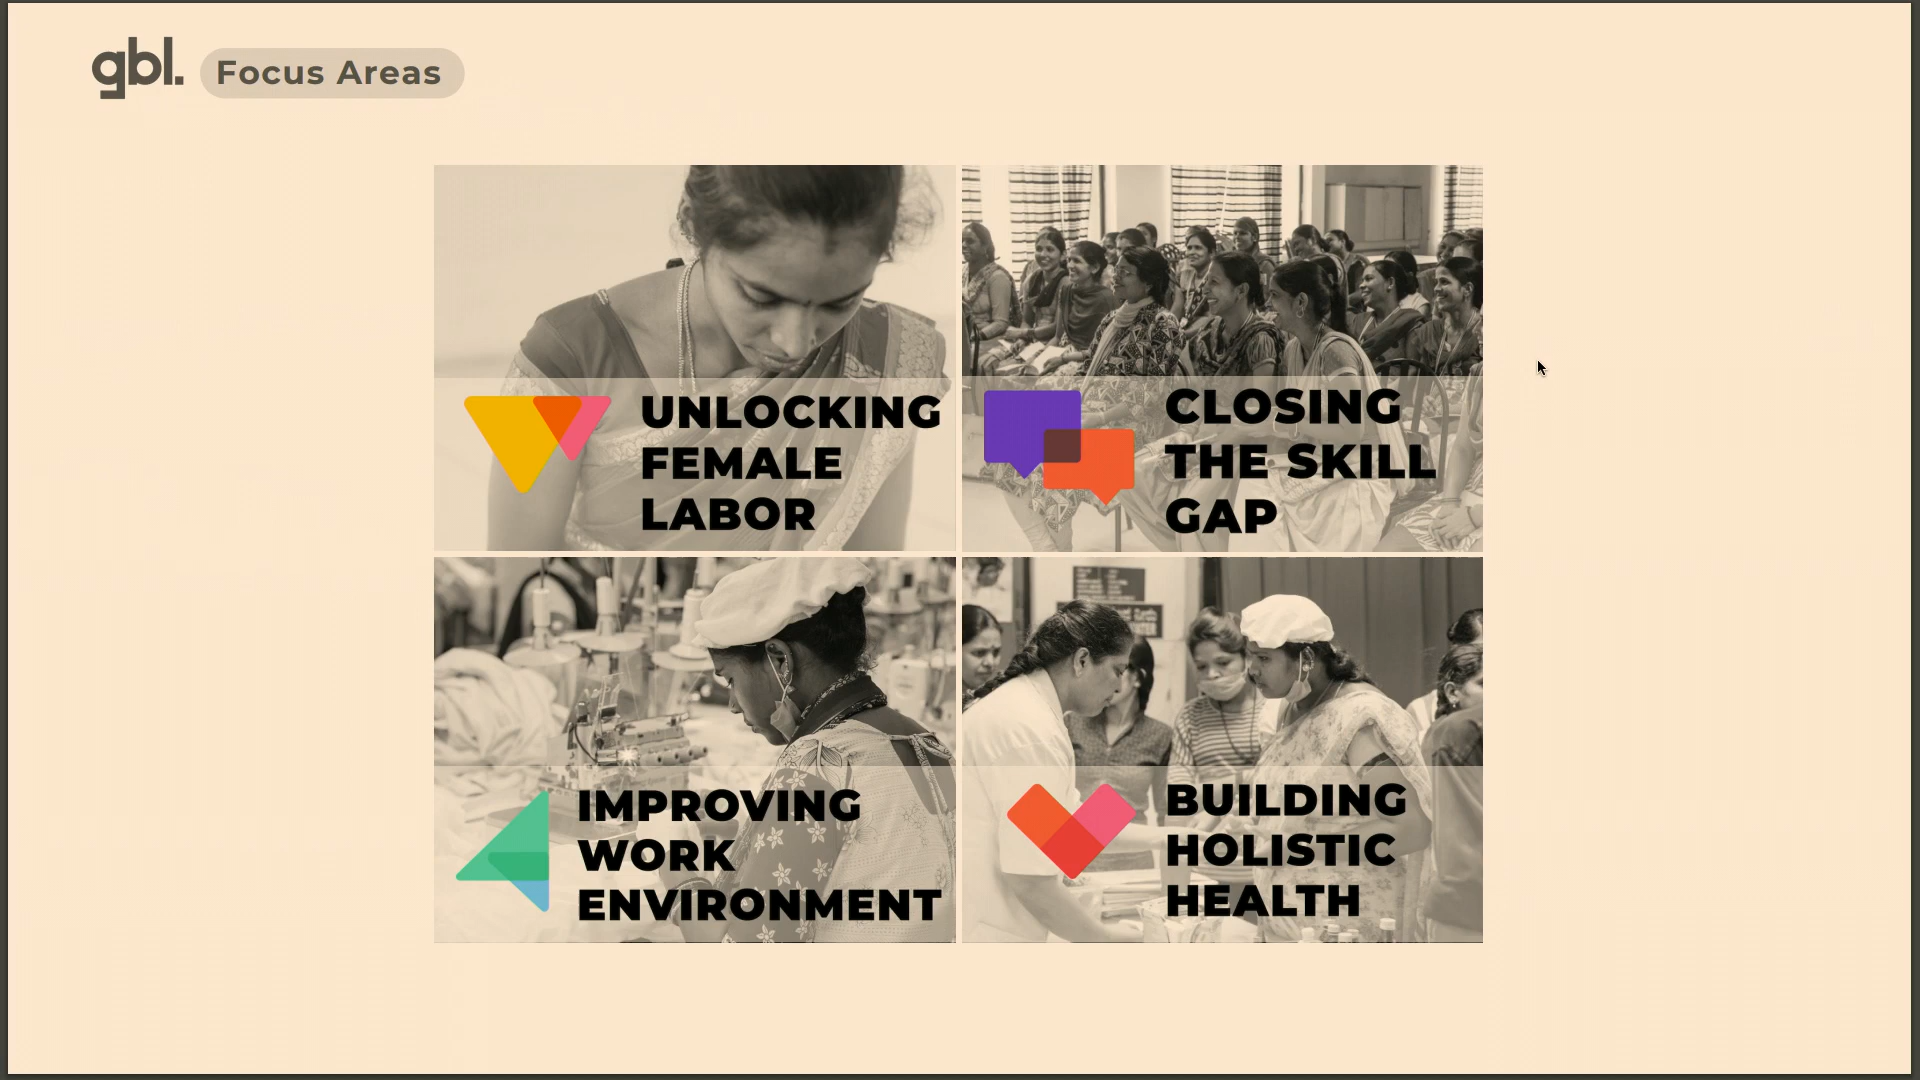 gbl.
Focus Areas
UNLOCKING
FEMALE
LABOR
CLOSING
THE SKILL
GAP
IMPROVING
WORK
ENVIRONMENT
BUILDING
HOLISTIC
HEALTH